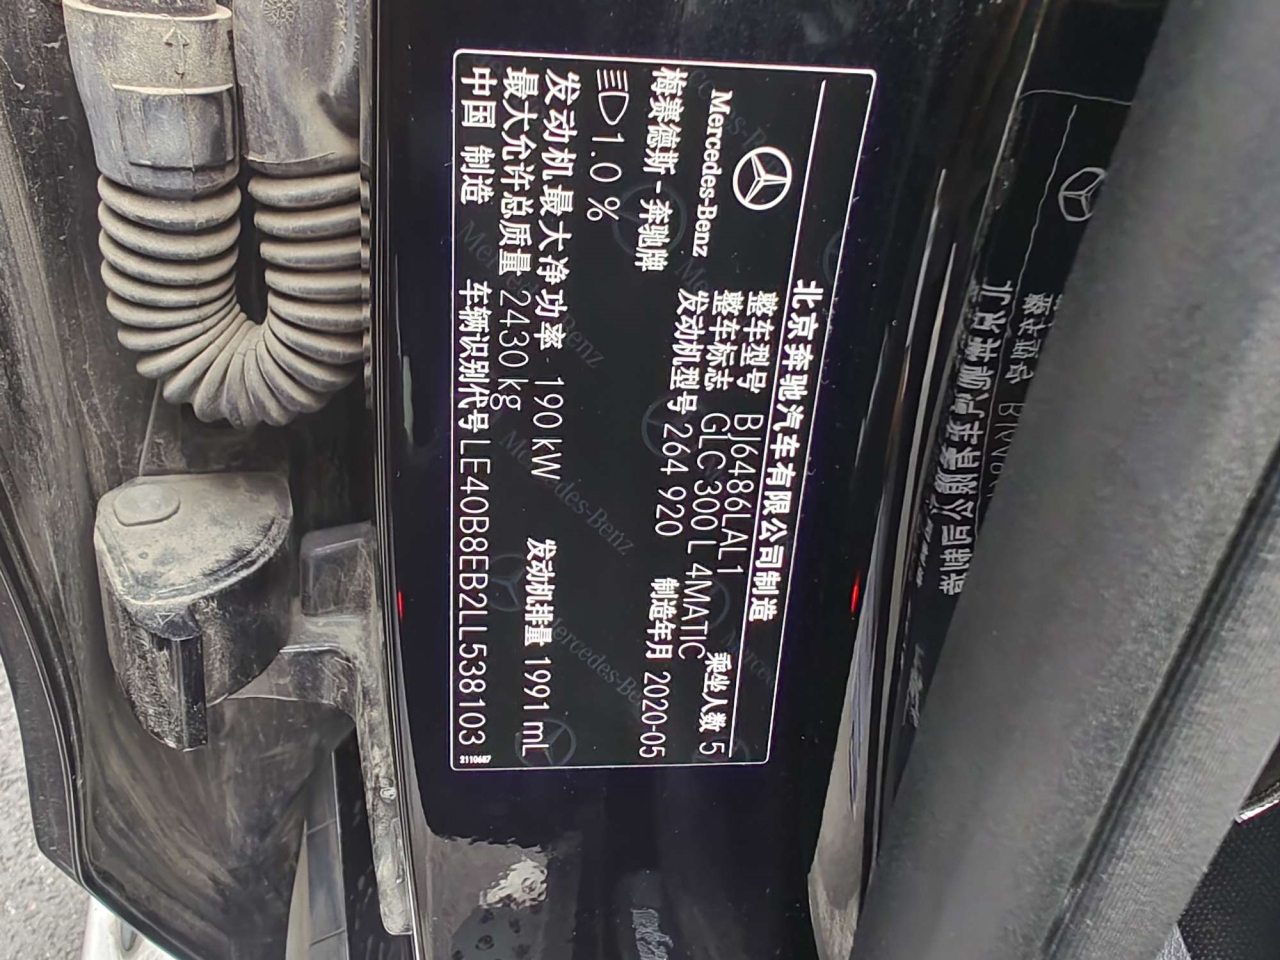 北京奔驰汽车有限公司制造
Mercedes-Benz
整车型号 BJ6486LAL1
整车标志 GLC 300 L 4MATIC 乘坐人数 5
梅赛德斯-奔驰牌 发动机型号 264 920 制造年月 2020-05
1.0 %
发动机最大净功率 190 kW 发动机排量 1991 mL
最大允许总质量 2430 kg
中国 制造 车辆识别代号 LE40B8EB2LL538103
2110687